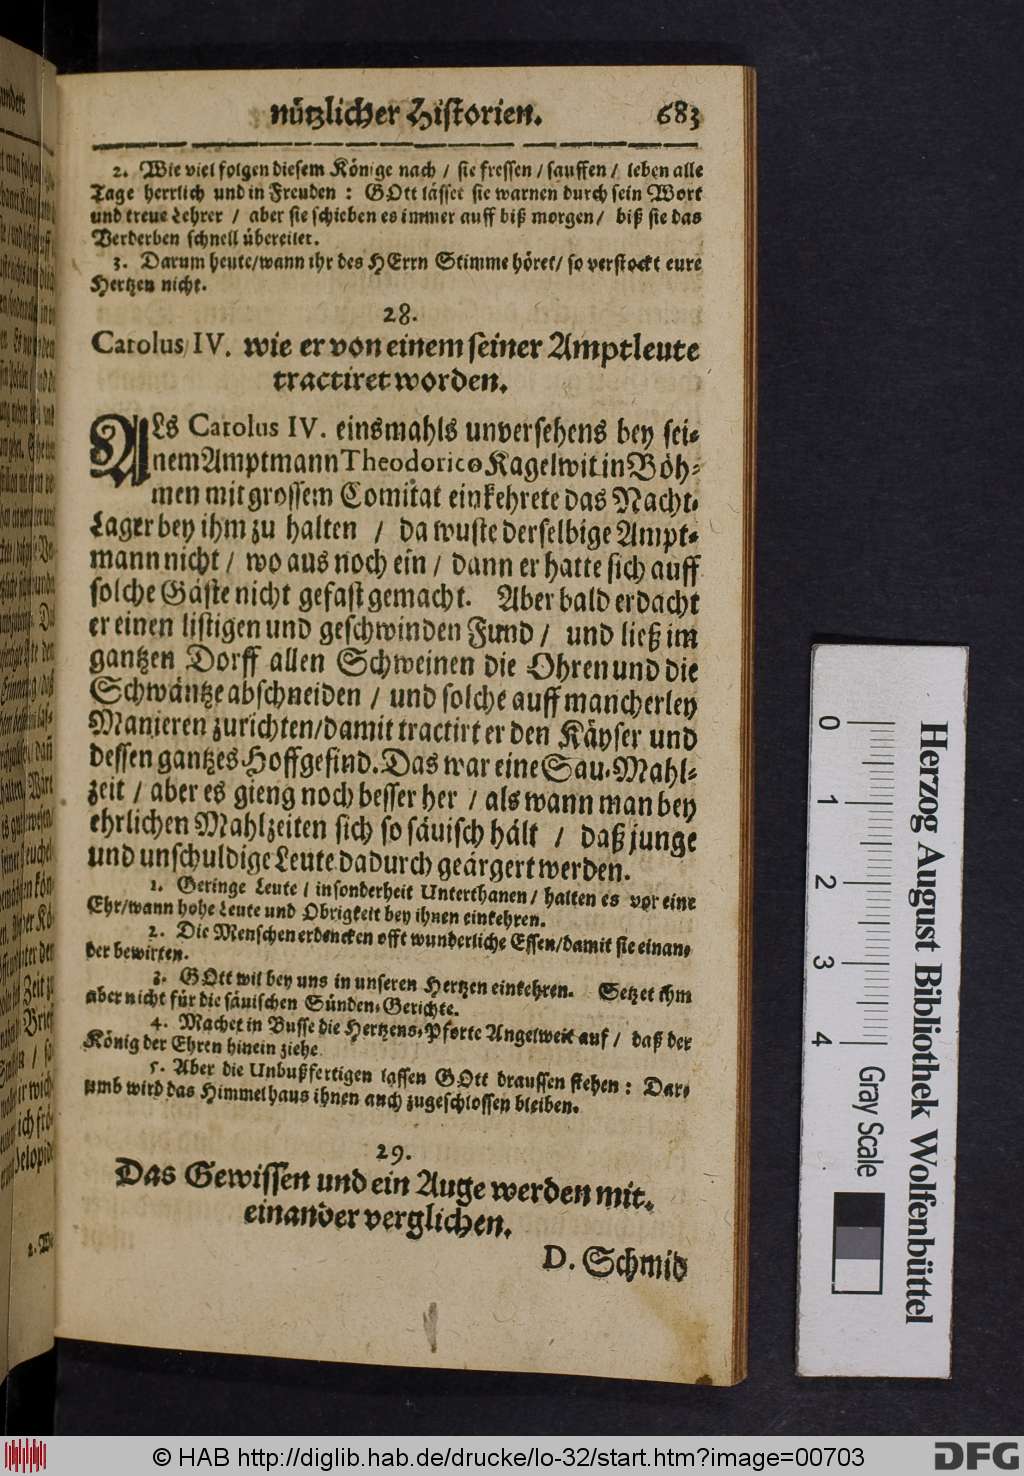 nützlicher Historien. 683
2. Wie viel folgen diesem Könige nach / sie fressen / sauffen / leben alle
Tage herrlich und in Freuden : GOtt lässet sie warnen durch sein Wort
und treue Lehrer / aber sie schieben es immer auff biß morgen / biß sie das
Verderben schnell übereilet.
3. Darum heute / wann ihr des HErrn Stimme höret / so verstockt eure
Hertzen nicht.
28.
Carolus IV. wie er von einem seiner Amptleute
tractiret worden.
ALs Carolus IV. einsmahls unversehens bey sei-
nem Amptmann Theodorico Kagelwit in Böh-
men mit grossem Comitat einkehrete das Nacht-
Lager bey ihm zu halten / da wuste derselbige Ampt-
mann nicht / wo aus noch ein / dann er hatte sich auff
solche Gäste nicht gefast gemacht. Aber bald erdacht
er einen listigen und geschwinden Fund / und ließ im
gantzen Dorff allen Schweinen die Ohren und die
Schwäntze abschneiden / und solche auff mancherley
Manieren zurichten / damit tractirt er den Käyser und
dessen gantzes Hoffgesind. Das war eine Sau-Mahl-
zeit / aber es gieng noch besser her / als wann man bey
ehrlichen Mahlzeiten sich so säuisch hält / daß junge
und unschuldige Leute dadurch geärgert werden.
1. Geringe Leute / insonderheit Unterthanen / halten es vor eine
Ehr / wann hohe Leute und Obrigkeit bey ihnen einkehren.
2. Die Menschen erdencken offt wunderliche Essen / damit sie einan-
der bewirten.
3. GOtt wil bey uns in unseren Hertzen einkehren. Setzet ihm
aber nicht für die säuischen Sünden-Gerichte.
4. Machet in Busse die Hertzens-Pforte Angelweit auf / daß der
König der Ehren hinein ziehe
5. Aber die Unbußfertigen lassen GOtt draussen stehen : Dar-
umb wird das Himmelhaus ihnen auch zugeschlossen bleiben.
29.
Das Gewissen und ein Auge werden mit-
einander verglichen.
D. Schmid
0 1 2 3 4
Gray Scale
Herzog August Bibliothek Wolfenbüttel
© HAB http://diglib.hab.de/drucke/lo-32/start.htm?image=00703
DFG